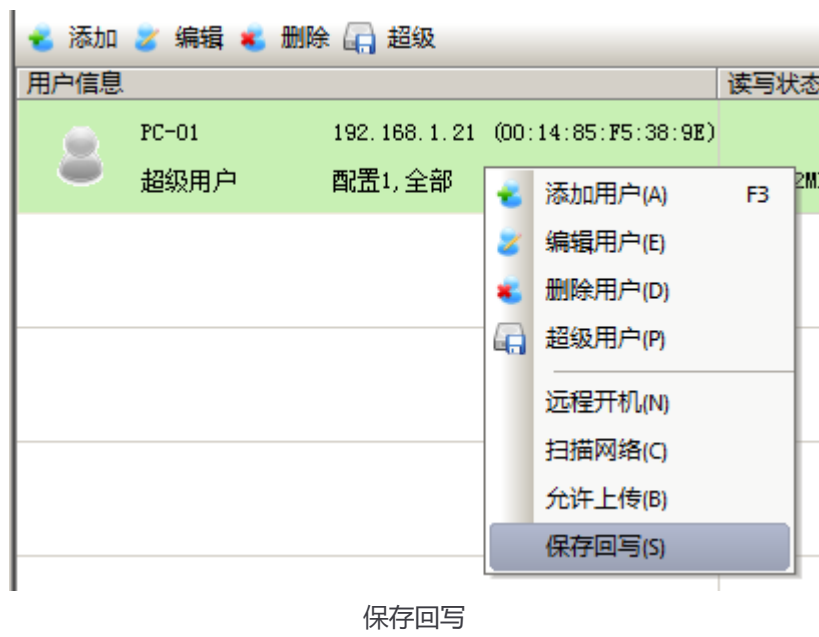 添加 编辑 删除 超级
用户信息 读写状态
PC-01 192.168.1.21 (00:14:85:F5:38:9E)
超级用户 配置1,全部
添加用户(A) F3
编辑用户(E)
删除用户(D)
超级用户(P)
远程开机(N)
扫描网络(C)
允许上传(B)
保存回写(S)
保存回写